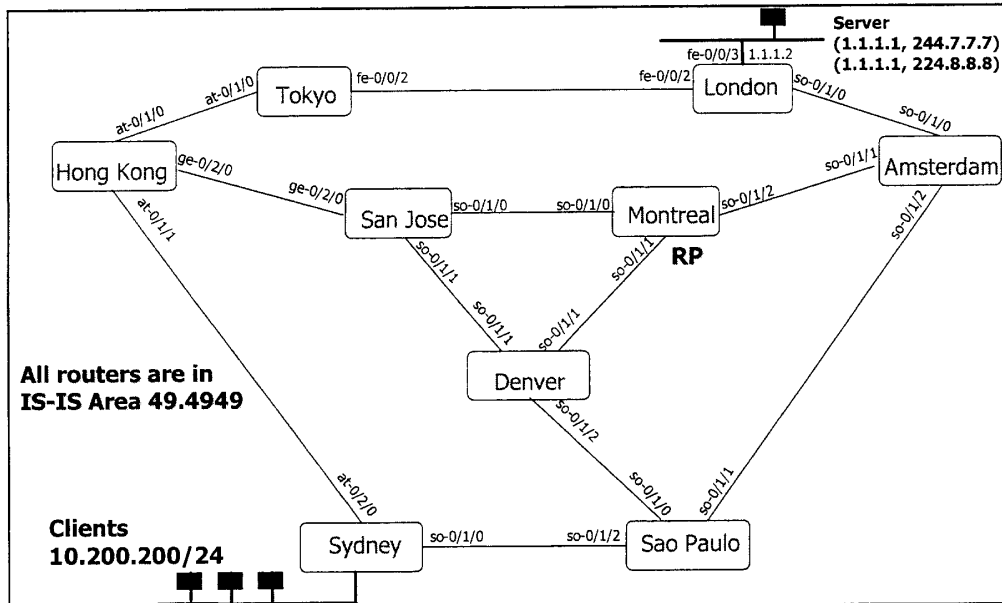 Server
(1.1.1.1, 244.7.7.7)
(1.1.1.1, 224.8.8.8)
fe-0/0/3
1.1.1.2
Tokyo
fe-0/0/2
fe-0/0/2
London
so-0/1/0
at-0/1/0
at-0/1/0
so-0/1/0
Hong Kong
ge-0/2/0
so-0/1/1
Amsterdam
ge-0/2/0
San Jose
so-0/1/0
so-0/1/0
Montreal
so-0/1/2
so-0/1/2
at-0/1/1
RP
so-0/1/1
so-0/1/1
so-0/1/1
so-0/1/1
All routers are in
IS-IS Area 49.4949
Denver
so-0/1/2
at-0/2/0
so-0/1/0
so-0/1/1
Clients
10.200.200/24
Sydney
so-0/1/0
so-0/1/2
Sao Paulo